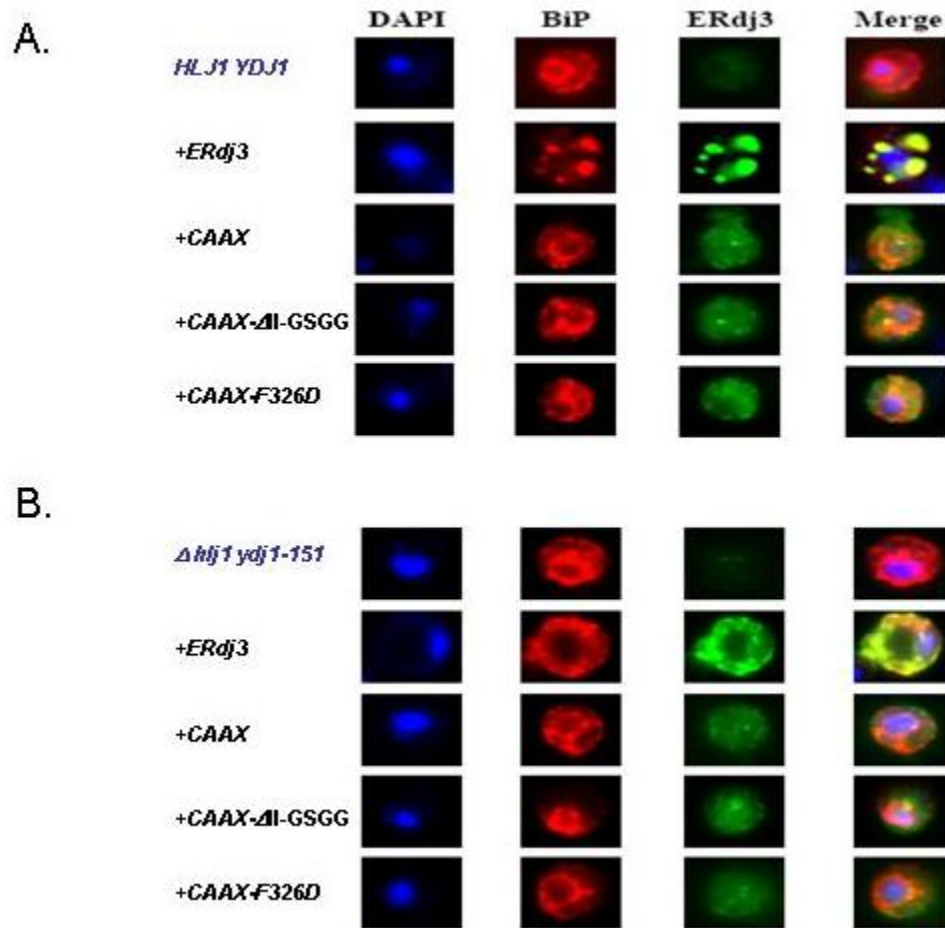 A.
DAPI BiP ERdj3 Merge
HLJ1 YDJ1
+ERdj3
+CAAX
+CAAX-ΔI-GSGG
+CAAX-F326D
B.
Δhlj1 ydj1-151
+ERdj3
+CAAX
+CAAX-ΔI-GSGG
+CAAX-F326D